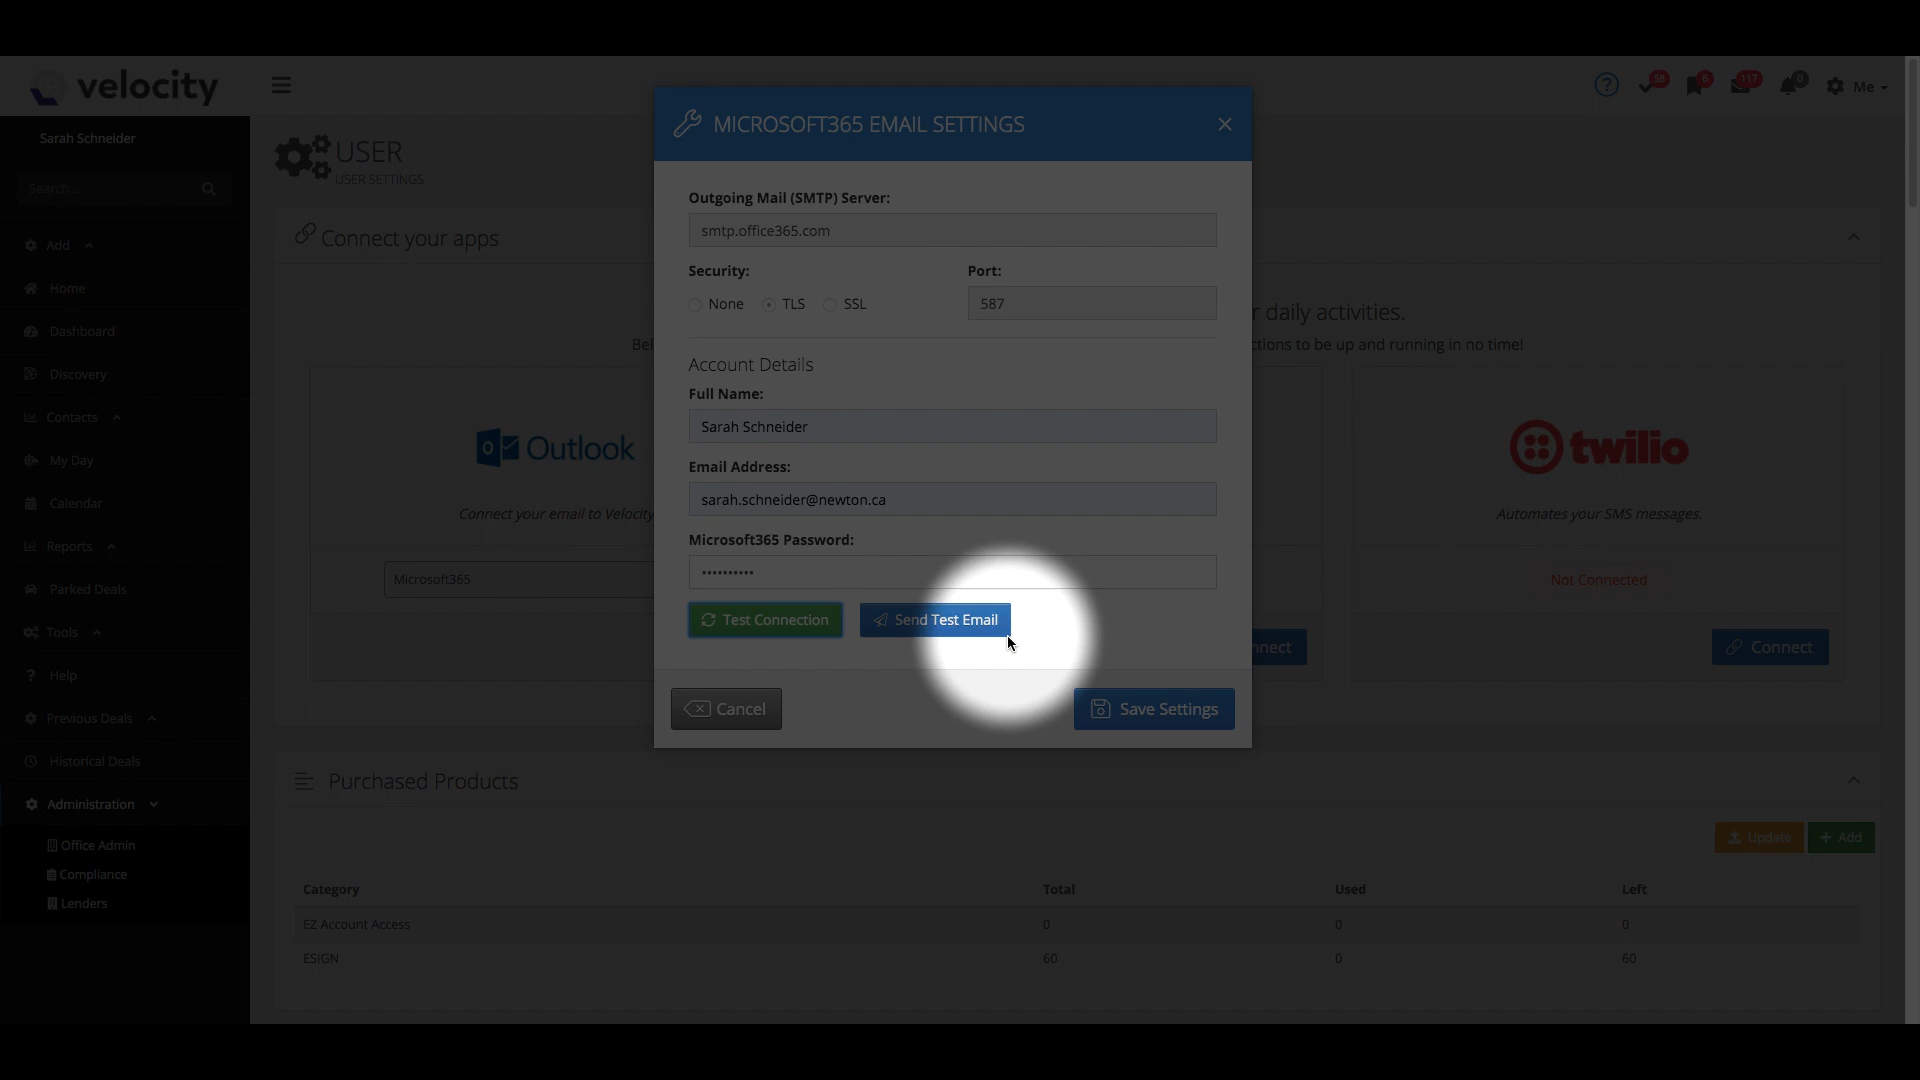 velocity
58
6
117
0
Me
Sarah Schneider
Search...
Add
Home
Dashboard
Discovery
Contacts
My Day
Calendar
Reports
Parked Deals
Tools
Help
Previous Deals
Historical Deals
Administration
Office Admin
Compliance
Lenders
USER
USER SETTINGS
Connect your apps
r daily activities.
Bel
ctions to be up and running in no time!
Outlook
Connect your email to Velocity
Microsoft365
nnect
twilio
Automates your SMS messages.
Not Connected
Connect
MICROSOFT365 EMAIL SETTINGS
Outgoing Mail (SMTP) Server:
smtp.office365.com
Security: Port:
None TLS SSL 587
Account Details
Full Name:
Sarah Schneider
Email Address:
sarah.schneider@newton.ca
Microsoft365 Password:
••••••••••
Test Connection Send Test Email
Cancel Save Settings
Purchased Products
Update + Add
Category Total Used Left
EZ Account Access 0 0 0
ESIGN 60 0 60